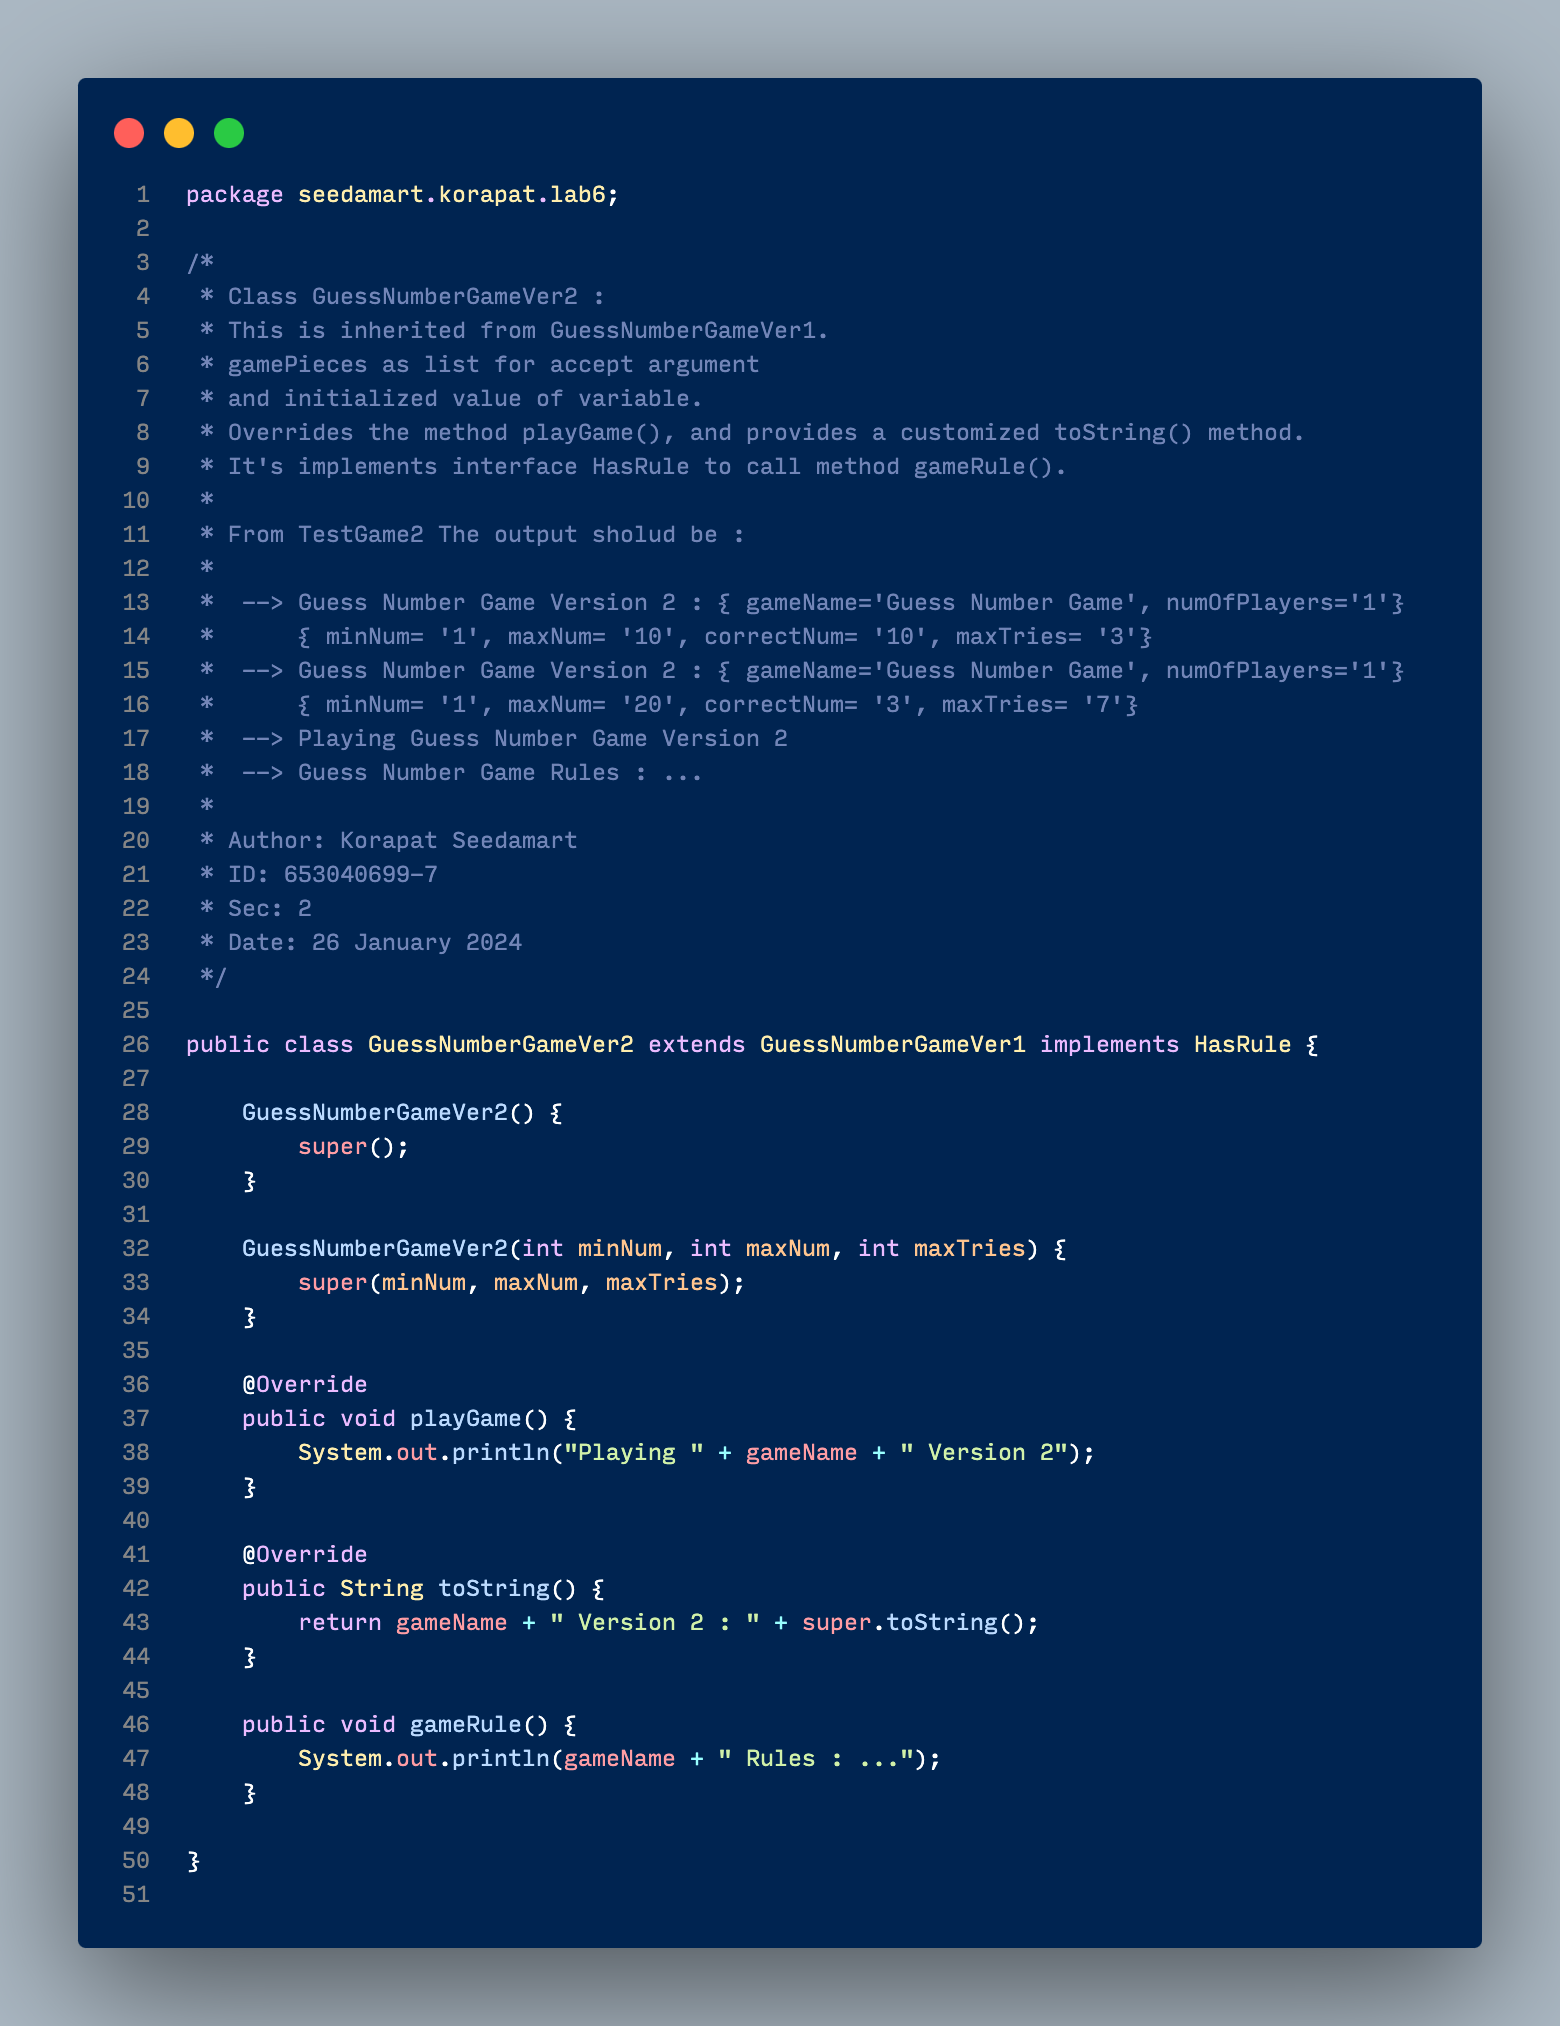 1 package seedamart.korapat.lab6;
2
3 /*
4  * Class GuessNumberGameVer2 :
5  * This is inherited from GuessNumberGameVer1.
6  * gamePieces as list for accept argument
7  * and initialized value of variable.
8  * Overrides the method playGame(), and provides a customized toString() method.
9  * It's implements interface HasRule to call method gameRule().
10  *
11  * From TestGame2 The output sholud be :
12  *
13  *  --> Guess Number Game Version 2 : { gameName='Guess Number Game', numOfPlayers='1'}
14  *      { minNum= '1', maxNum= '10', correctNum= '10', maxTries= '3'}
15  *  --> Guess Number Game Version 2 : { gameName='Guess Number Game', numOfPlayers='1'}
16  *      { minNum= '1', maxNum= '20', correctNum= '3', maxTries= '7'}
17  *  --> Playing Guess Number Game Version 2
18  *  --> Guess Number Game Rules : ...
19  *
20  * Author: Korapat Seedamart
21  * ID: 653040699-7
22  * Sec: 2
23  * Date: 26 January 2024
24  */
25
26 public class GuessNumberGameVer2 extends GuessNumberGameVer1 implements HasRule {
27
28     GuessNumberGameVer2() {
29         super();
30     }
31
32     GuessNumberGameVer2(int minNum, int maxNum, int maxTries) {
33         super(minNum, maxNum, maxTries);
34     }
35
36     @Override
37     public void playGame() {
38         System.out.println("Playing " + gameName + " Version 2");
39     }
40
41     @Override
42     public String toString() {
43         return gameName + " Version 2 : " + super.toString();
44     }
45
46     public void gameRule() {
47         System.out.println(gameName + " Rules : ...");
48     }
49
50 }
51